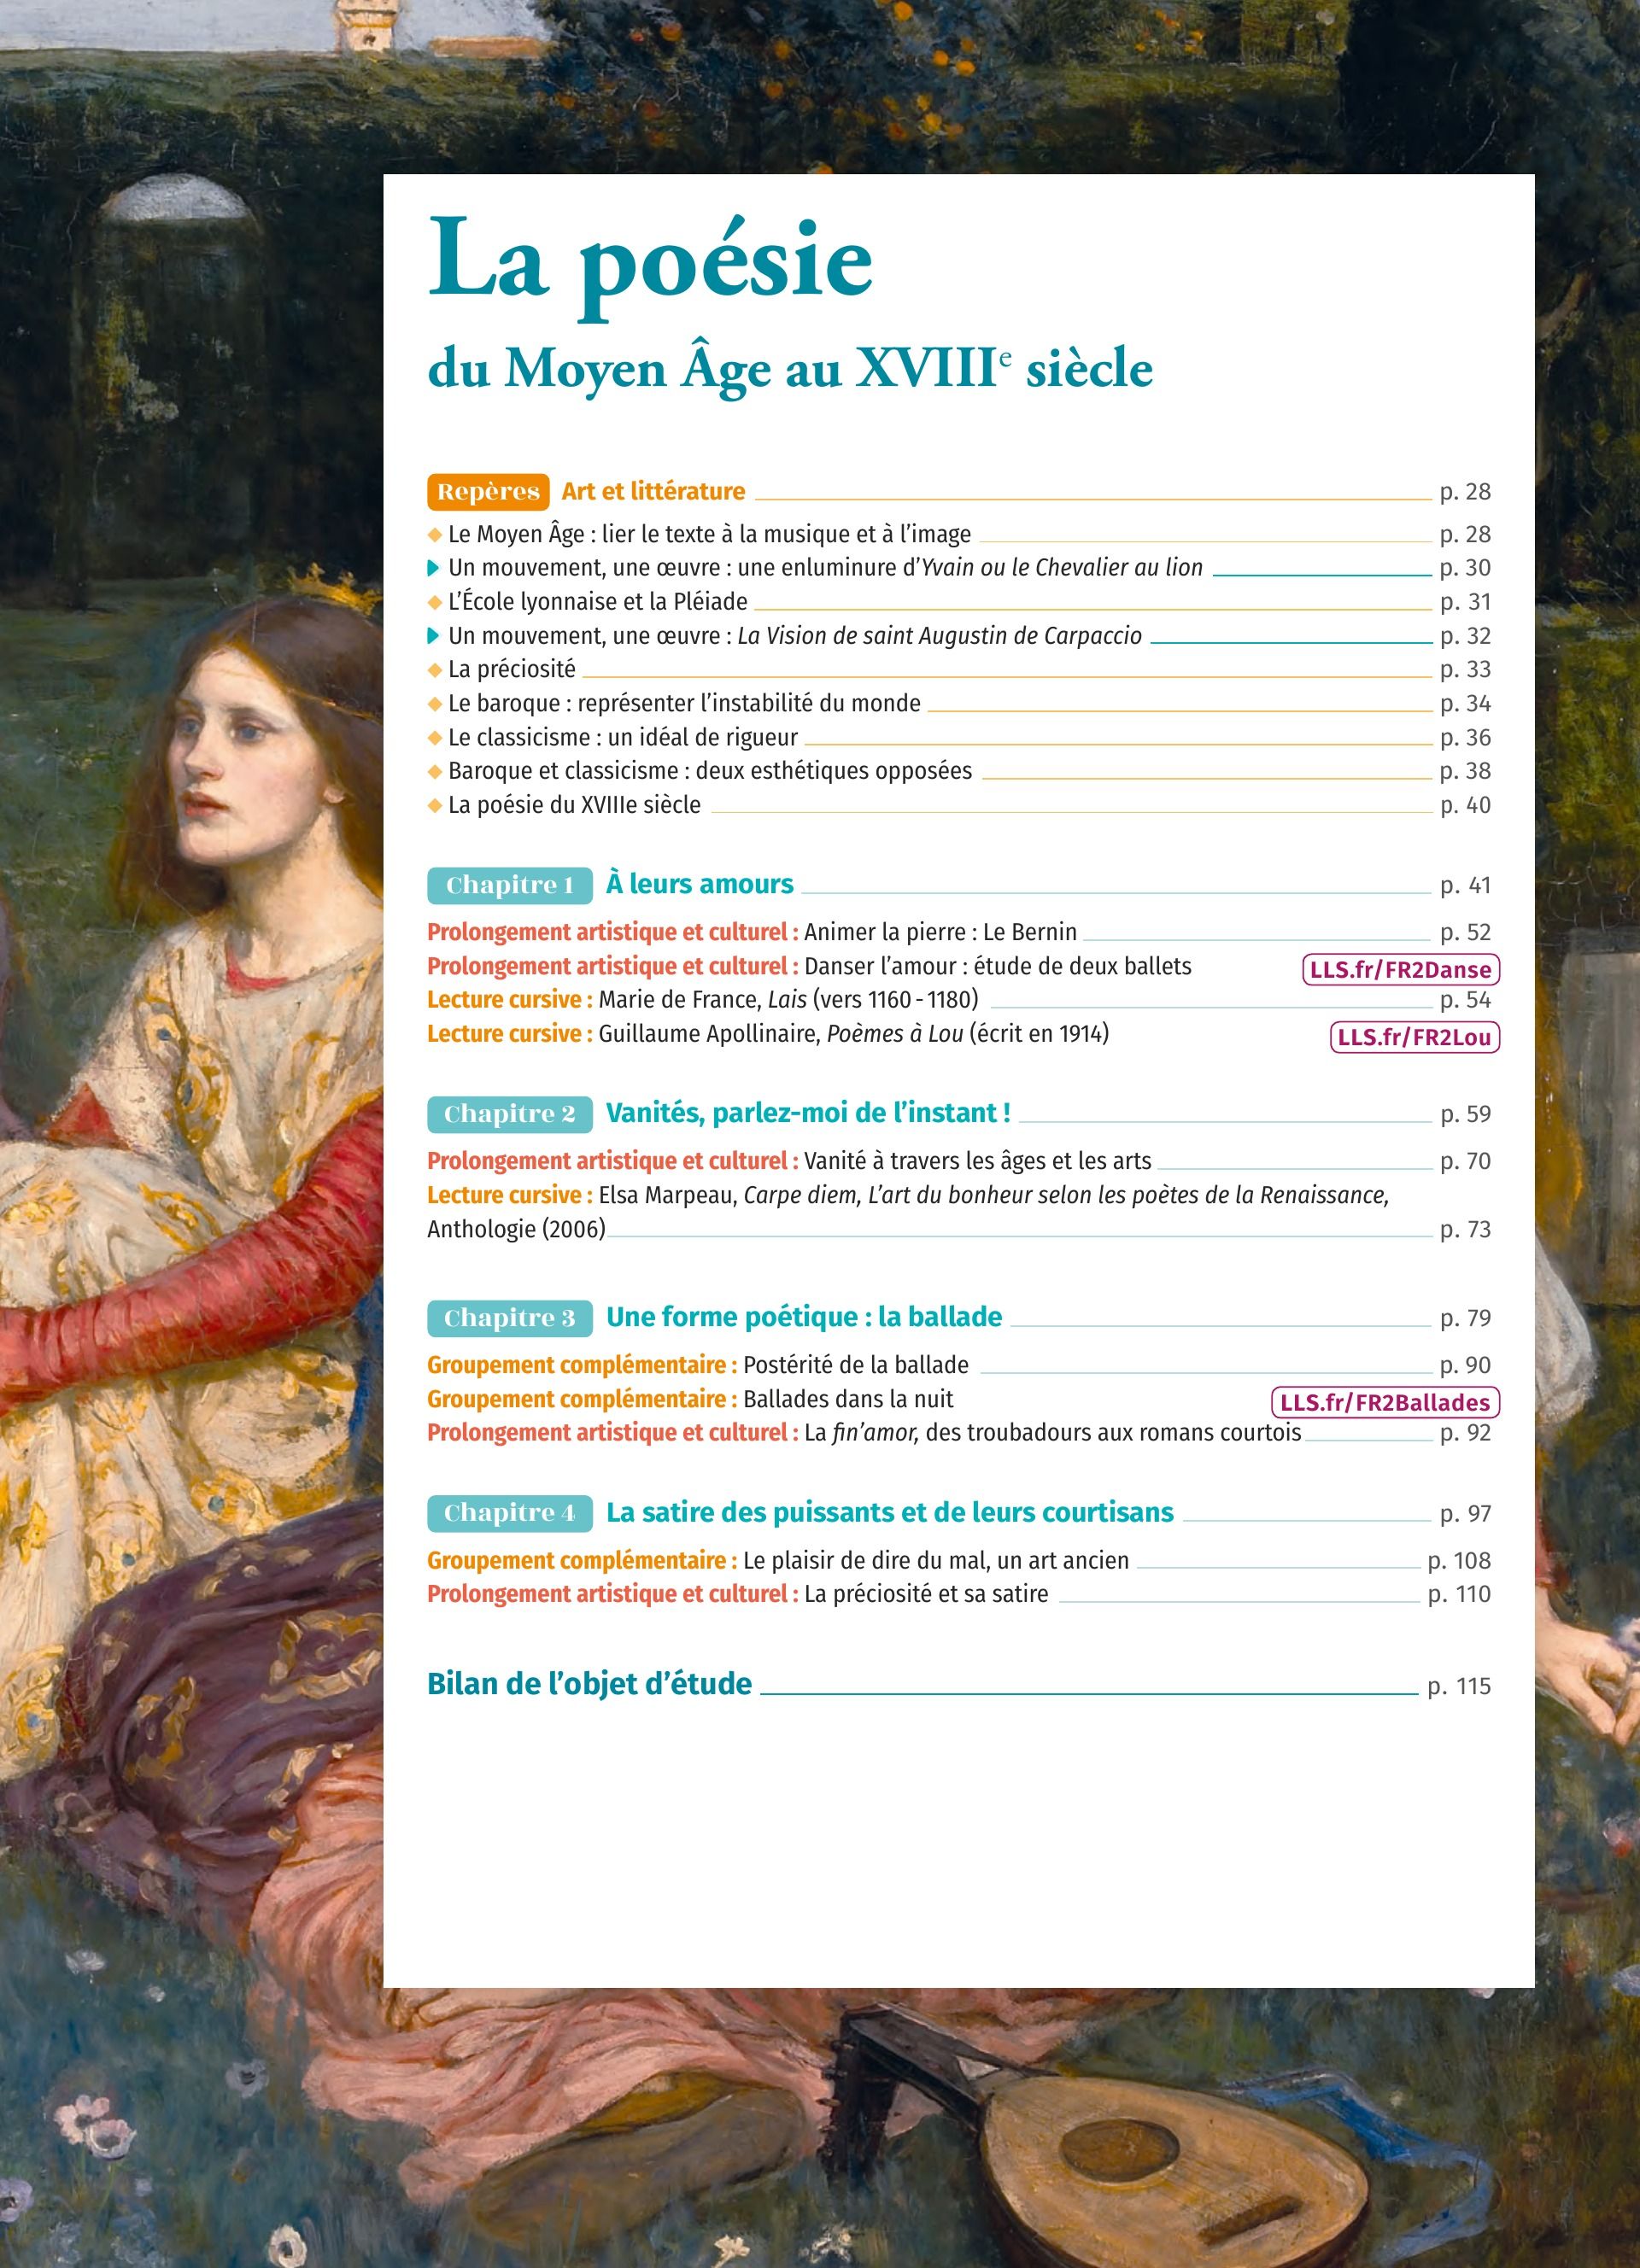 La poésie
du Moyen Âge au XVIIIe siècle
Repères Art et littérature p. 28
Le Moyen Âge : lier le texte à la musique et à l’image p. 28
Un mouvement, une œuvre : une enluminure d’Yvain ou le Chevalier au lion p. 30
L’École lyonnaise et la Pléiade p. 31
Un mouvement, une œuvre : La Vision de saint Augustin de Carpaccio p. 32
La préciosité p. 33
Le baroque : représenter l’instabilité du monde p. 34
Le classicisme : un idéal de rigueur p. 36
Baroque et classicisme : deux esthétiques opposées p. 38
La poésie du XVIIIe siècle p. 40
Chapitre 1 À leurs amours p. 41
Prolongement artistique et culturel : Animer la pierre : Le Bernin p. 52
Prolongement artistique et culturel : Danser l’amour : étude de deux ballets LLS.fr/FR2Danse
Lecture cursive : Marie de France, Lais (vers 1160 - 1180) p. 54
Lecture cursive : Guillaume Apollinaire, Poèmes à Lou (écrit en 1914) LLS.fr/FR2Lou
Chapitre 2 Vanités, parlez-moi de l’instant ! p. 59
Prolongement artistique et culturel : Vanité à travers les âges et les arts p. 70
Lecture cursive : Elsa Marpeau, Carpe diem, L’art du bonheur selon les poètes de la Renaissance,
Anthologie (2006) p. 73
Chapitre 3 Une forme poétique : la ballade p. 79
Groupement complémentaire : Postérité de la ballade p. 90
Groupement complémentaire : Ballades dans la nuit LLS.fr/FR2Ballades
Prolongement artistique et culturel : La fin’amor, des troubadours aux romans courtois p. 92
Chapitre 4 La satire des puissants et de leurs courtisans p. 97
Groupement complémentaire : Le plaisir de dire du mal, un art ancien p. 108
Prolongement artistique et culturel : La préciosité et sa satire p. 110
Bilan de l’objet d’étude p. 115